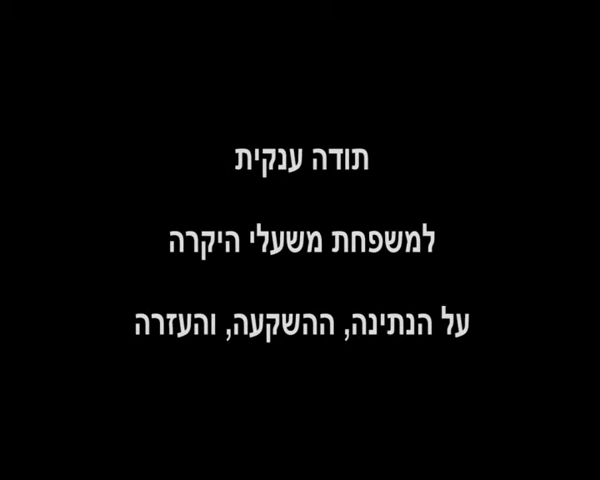 תודה ענקית
למשפחת משעלי היקרה
על הנתינה, ההשקעה, והעזרה